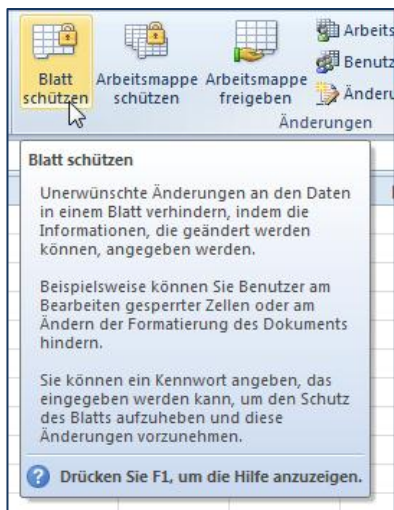 Blatt schützen
Arbeitsmappe schützen
Arbeitsmappe freigeben
Änderungen
Blatt schützen
Unerwünschte Änderungen an den Daten
in einem Blatt verhindern, indem die
Informationen, die geändert werden
können, angegeben werden.
Beispielsweise können Sie Benutzer am
Bearbeiten gesperrter Zellen oder am
Ändern der Formatierung des Dokuments
hindern.
Sie können ein Kennwort angeben, das
eingegeben werden kann, um den Schutz
des Blatts aufzuheben und diese
Änderungen vorzunehmen.
Drücken Sie F1, um die Hilfe anzuzeigen.